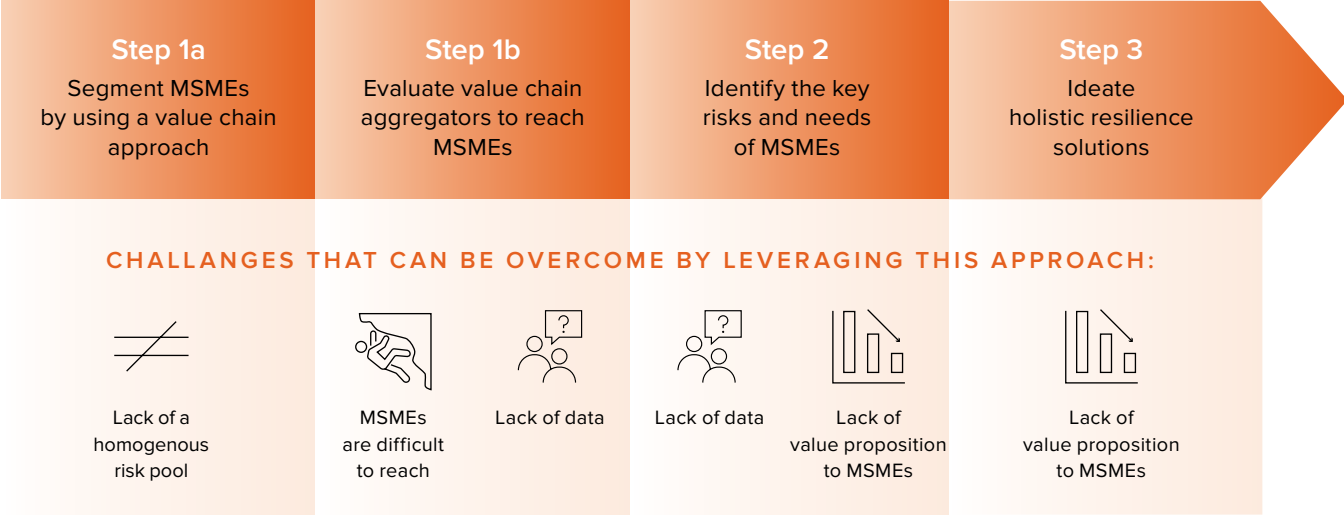 Step 1a
Segment MSMEs
by using a value chain
approach
Step 1b
Evaluate value chain
aggregators to reach
MSMEs
Step 2
Identify the key
risks and needs
of MSMEs
Step 3
Ideate
holistic resilience
solutions
CHALLANGES THAT CAN BE OVERCOME BY LEVERAGING THIS APPROACH:
Lack of a
homogenous
risk pool
MSMEs
are difficult
to reach
?
Lack of data
?
Lack of data
Lack of
value proposition
to MSMEs
Lack of
value proposition
to MSMEs